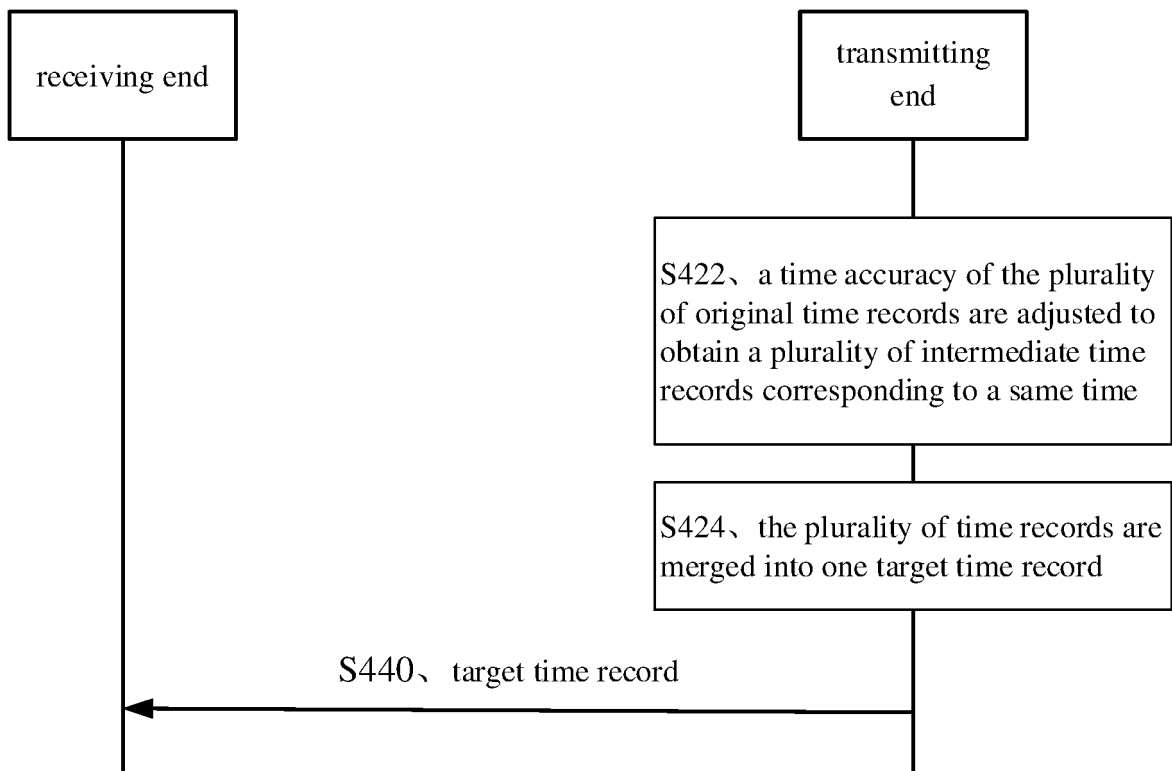 receiving end
transmitting
end
S422、a time accuracy of the plurality
of original time records are adjusted to
obtain a plurality of intermediate time
records corresponding to a same time
S424、the plurality of time records are
merged into one target time record
S440、target time record